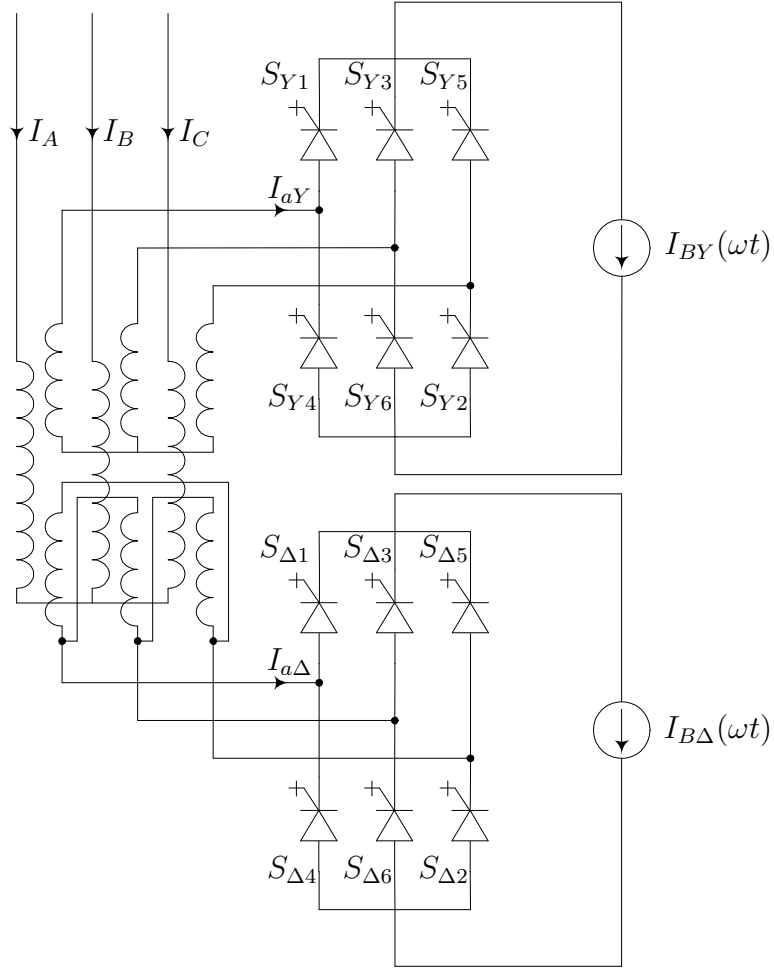 S_{Y1} S_{Y3} S_{Y5}
+ + +
I_A I_B I_C
I_{aY}
I_{BY}(ωt)
+ + +
S_{Y4} S_{Y6} S_{Y2}
S_{Δ1} S_{Δ3} S_{Δ5}
+ + +
I_{aΔ}
I_{BΔ}(ωt)
+ + +
S_{Δ4} S_{Δ6} S_{Δ2}